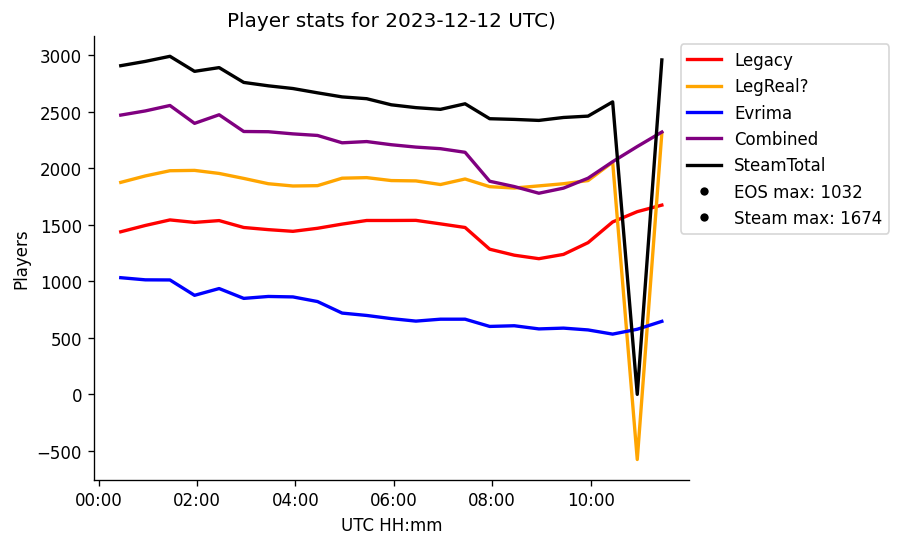 Player stats for 2023-12-12 UTC)
3000
2500
2000
1500
1000
500
0
−500
Players
00:00
02:00
04:00
06:00
08:00
10:00
UTC HH:mm
Legacy
LegReal?
Evrima
Combined
SteamTotal
EOS max: 1032
Steam max: 1674